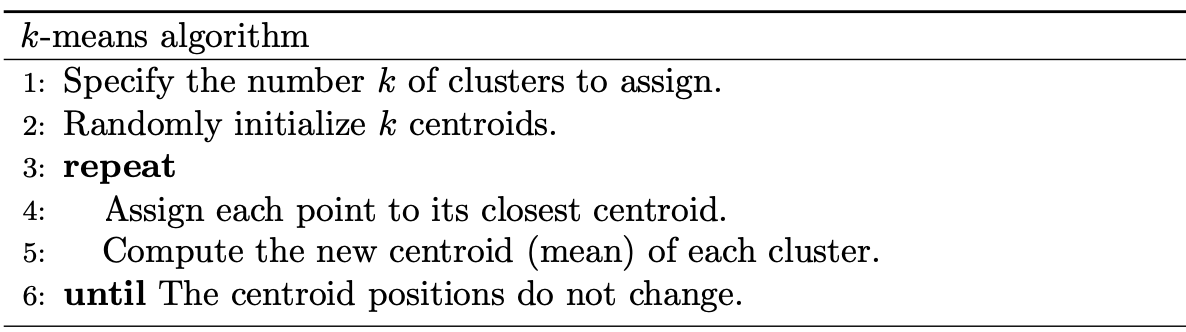 k-means algorithm
1: Specify the number k of clusters to assign.
2: Randomly initialize k centroids.
3: repeat
4: Assign each point to its closest centroid.
5: Compute the new centroid (mean) of each cluster.
6: until The centroid positions do not change.